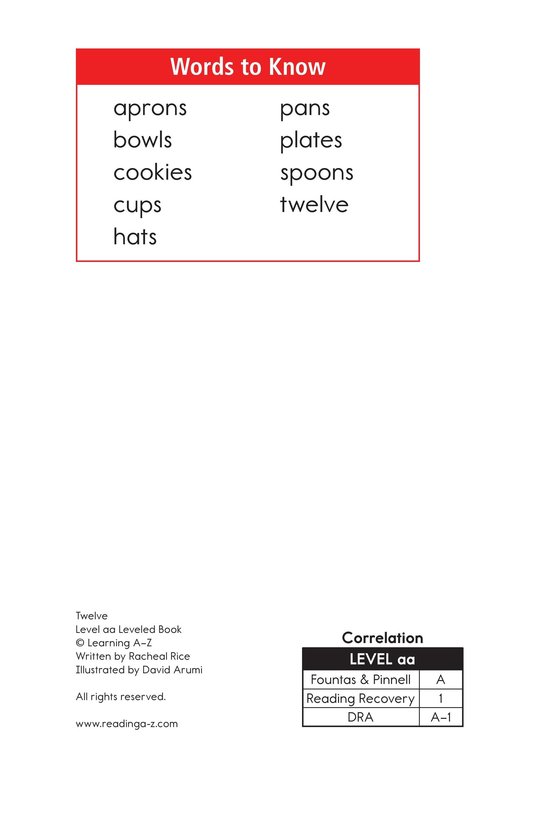 Words to Know
aprons
bowls
cookies
cups
hats
pans
plates
spoons
twelve
Twelve
Level aa Leveled Book
© Learning A–Z
Written by Racheal Rice
Illustrated by David Arumi
All rights reserved.
www.readinga-z.com
Correlation
LEVEL aa
Fountas & Pinnell A
Reading Recovery 1
DRA A–1